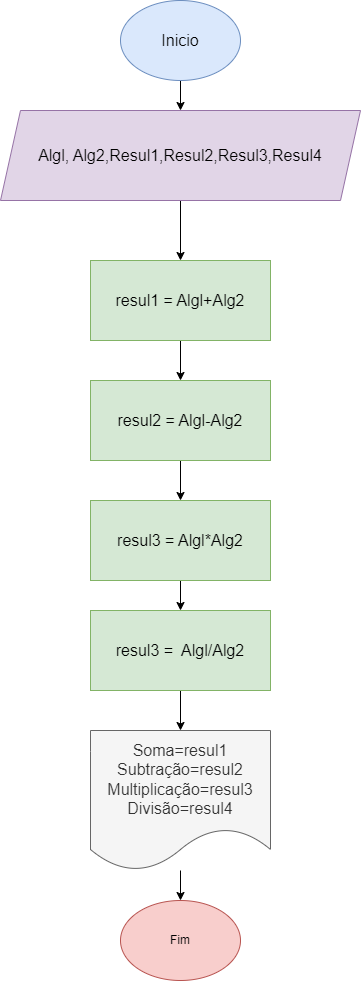 Inicio
Algl, Alg2,Resul1,Resul2,Resul3,Resul4
resul1 = Algl+Alg2
resul2 = Algl-Alg2
resul3 = Algl*Alg2
resul3 =  Algl/Alg2
Soma=resul1
Subtração=resul2
Multiplicação=resul3
Divisão=resul4
Fim